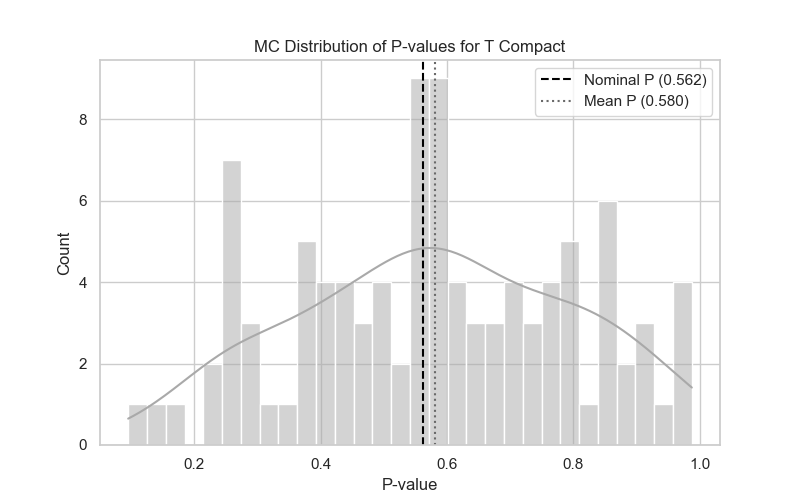 MC Distribution of P-values for T Compact
Nominal P (0.562)
Mean P (0.580)
8
6
4
2
0
Count
0.2 0.4 0.6 0.8 1.0
P-value